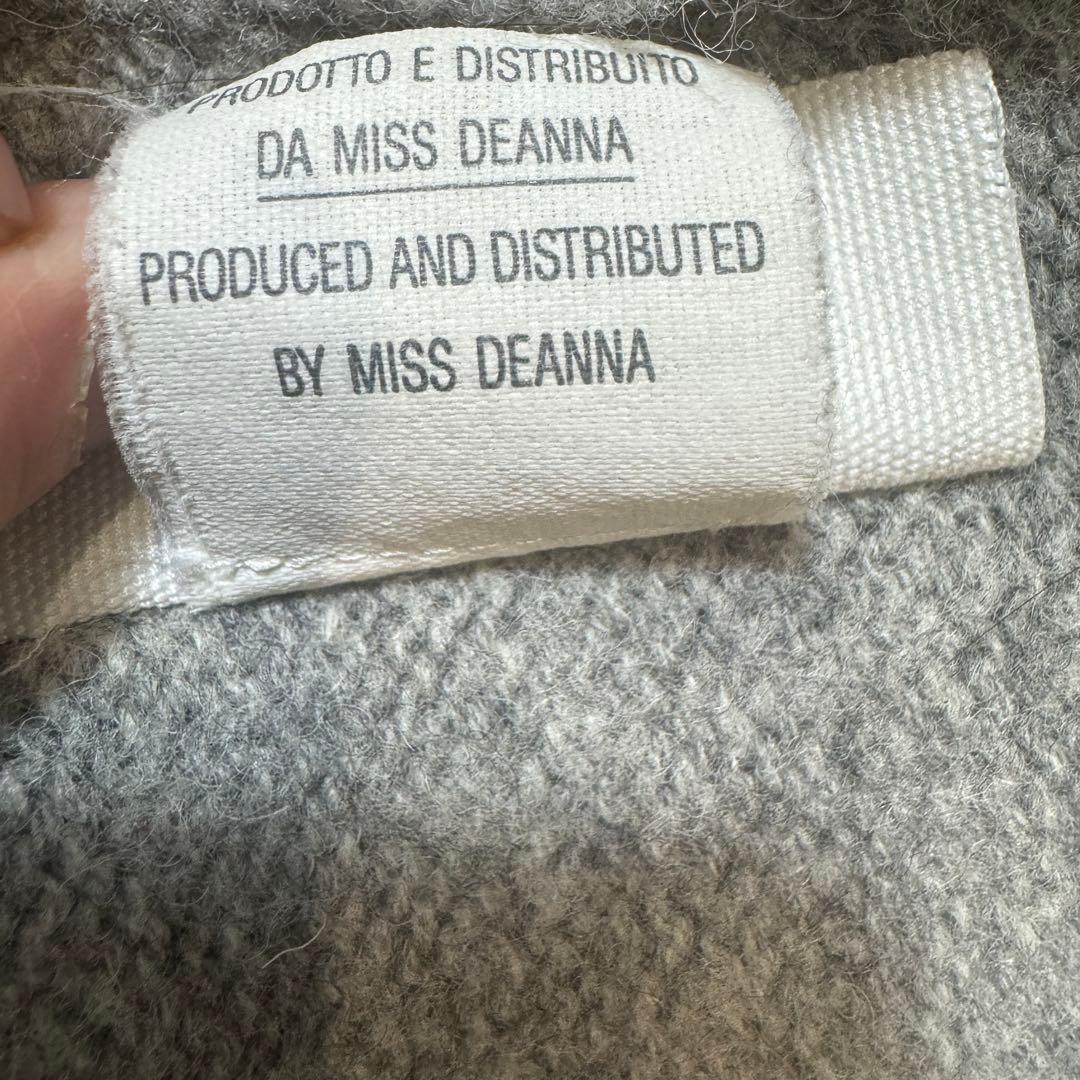 PRODOTTO E DISTRIBUITO
DA MISS DEANNA
PRODUCED AND DISTRIBUTED
BY MISS DEANNA